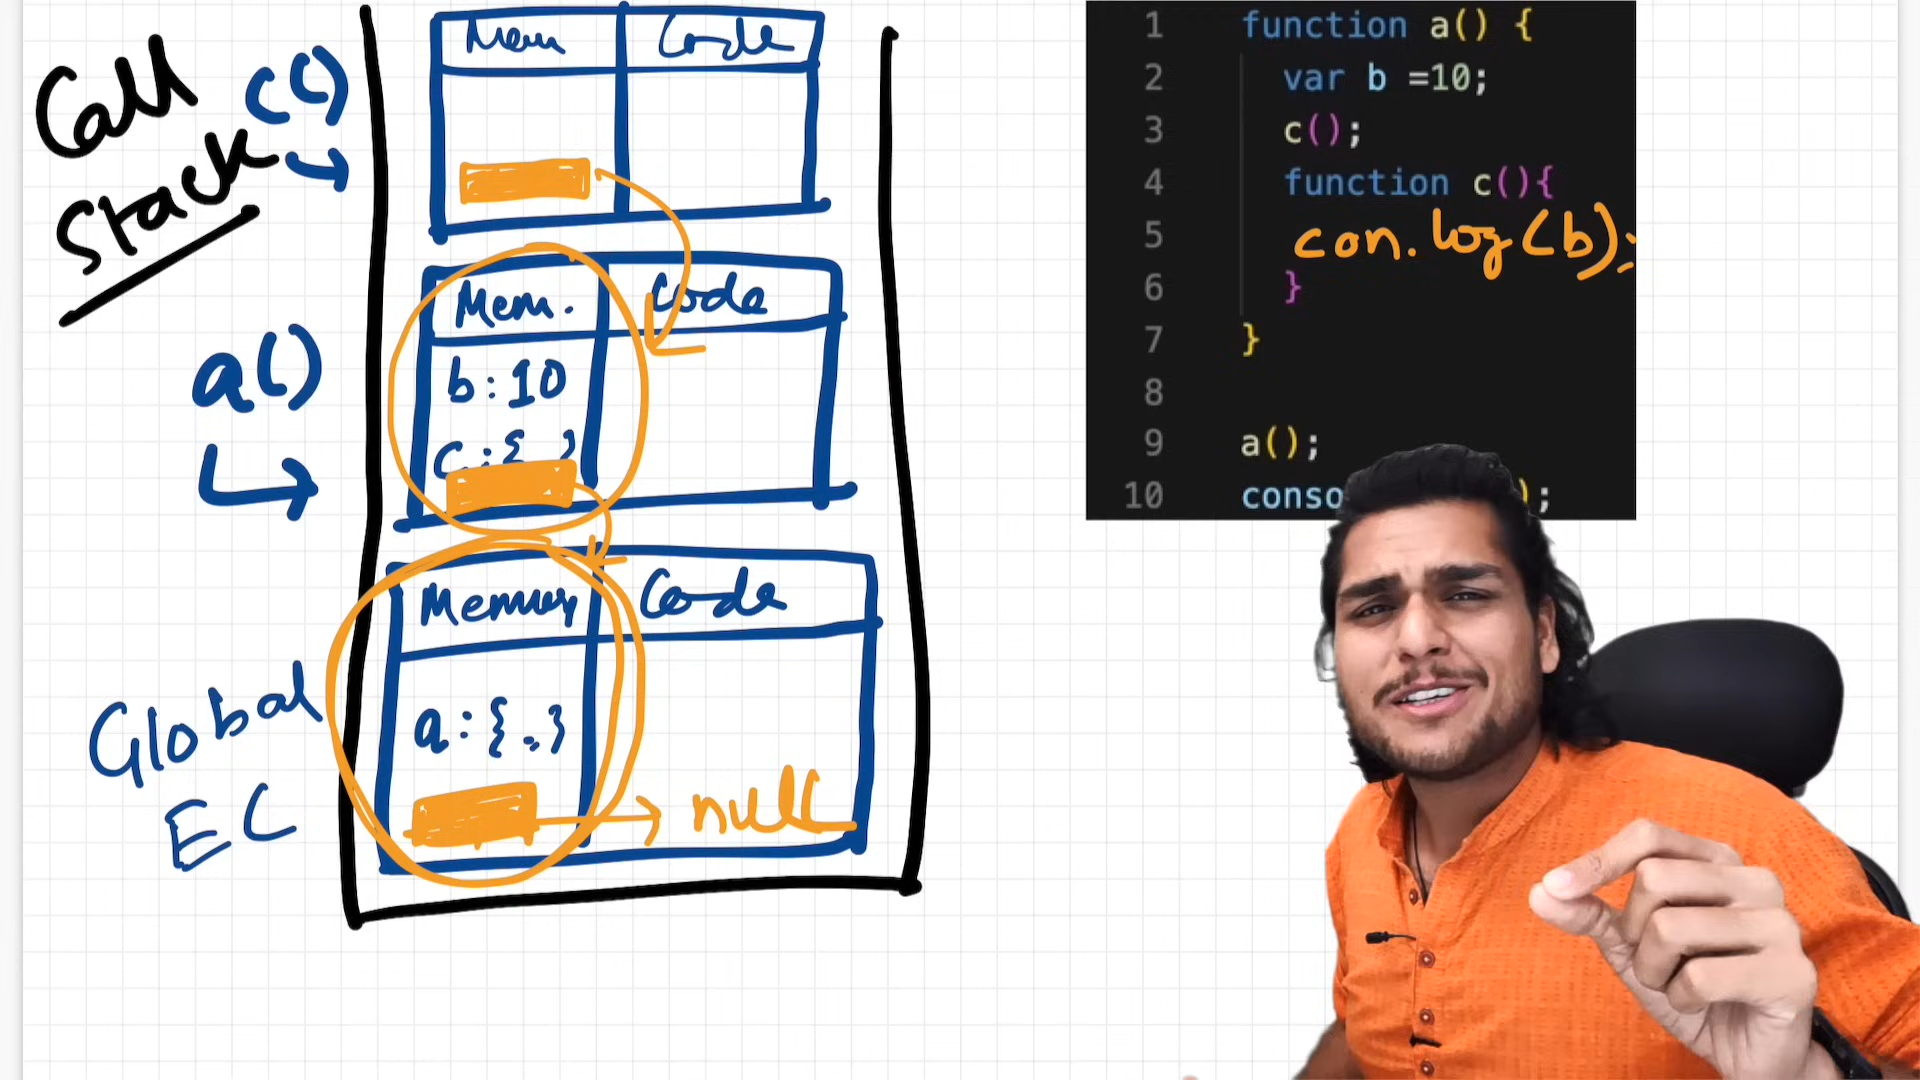 Call
Stack
c()
Mem Code
a()
Mem. Code
b:10
c:{
Global
EC
Memory Code
a:{..}
null
1 function a() {
2 var b =10;
3 c();
4 function c(){
5 con.log(b);
6 }
7 }
8
9 a();
10 conso );